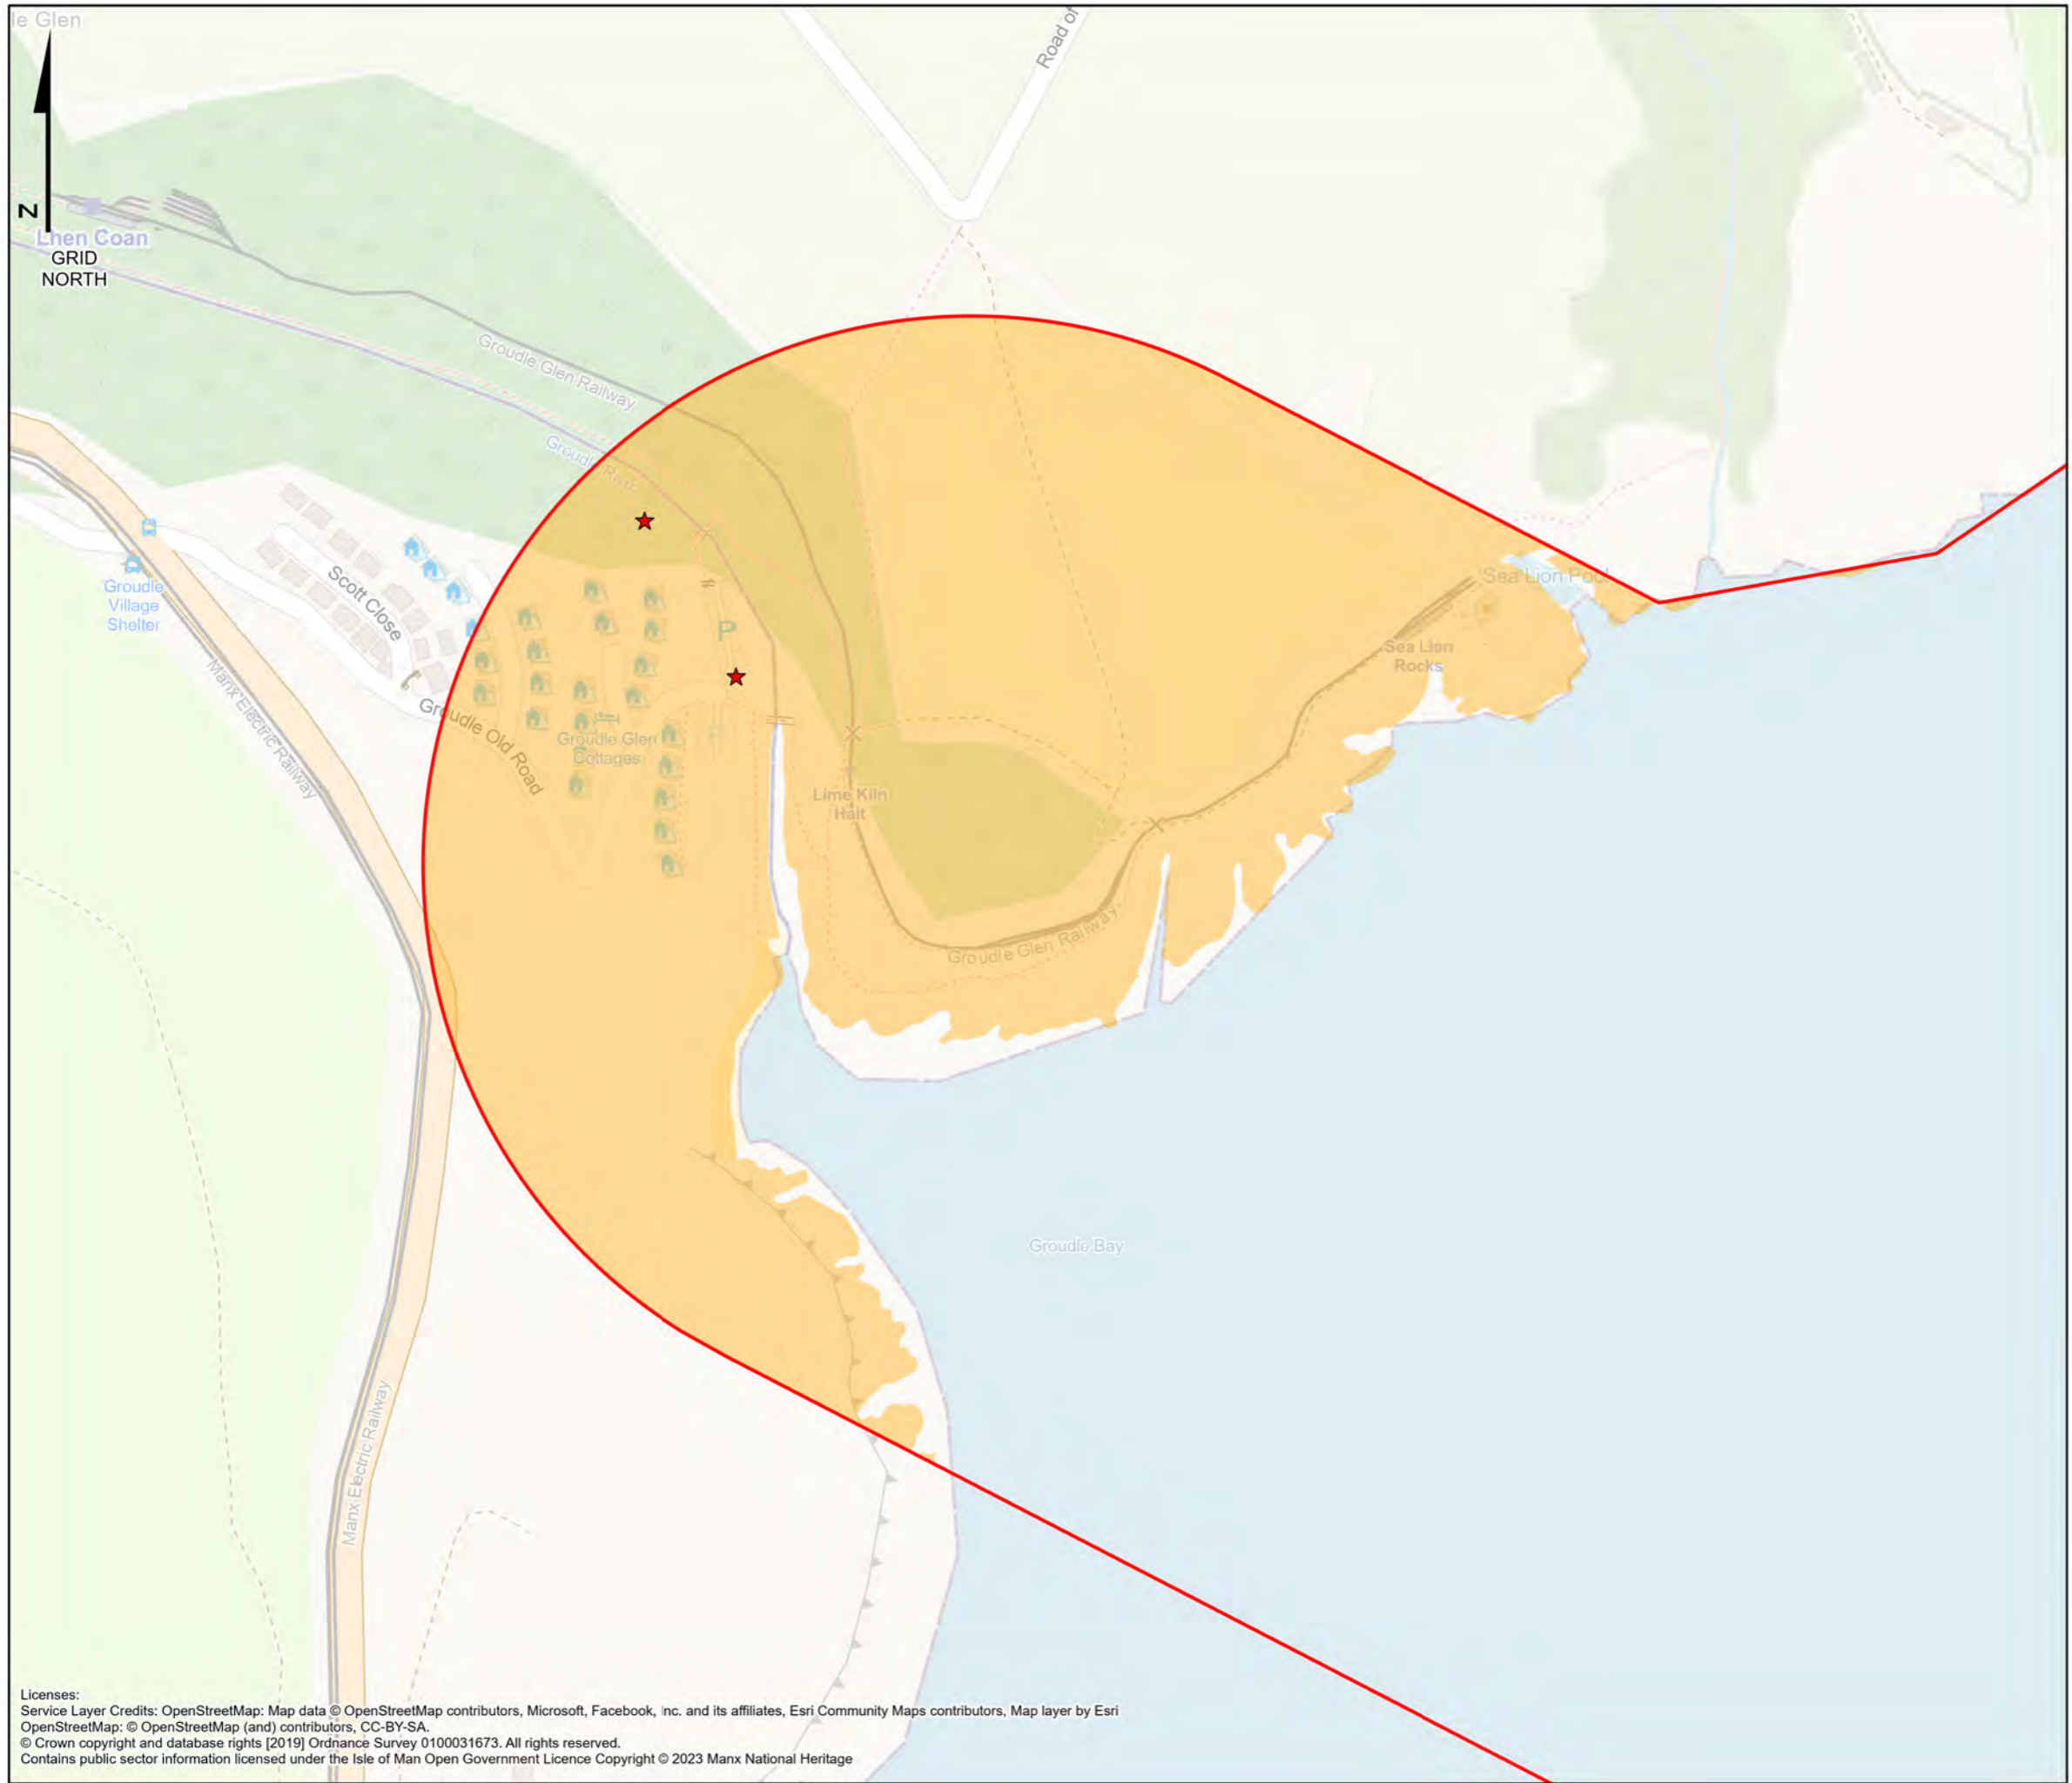 le Glen
Road of
N
Lhen Coan
GRID
NORTH
Groudle Glen Railway
Groudle River
Sea Lion Pool
Groudle
Village
Shelter
Scott Close
P
Sea Lion
Rocks
Manx Electric Railway
Groudle Old Road
Groudle Glen
Cottages
Lime Kiln
Halt
Groudle Glen Railway
Groudle Bay
Manx Electric Railway
Licenses:
Service Layer Credits: OpenStreetMap: Map data © OpenStreetMap contributors, Microsoft, Facebook, Inc. and its affiliates, Esri Community Maps contributors, Map layer by Esri
OpenStreetMap: © OpenStreetMap (and) contributors, CC-BY-SA.
© Crown copyright and database rights [2019] Ordnance Survey 0100031673. All rights reserved.
Contains public sector information licensed under the Isle of Man Open Government Licence Copyright © 2023 Manx National Heritage